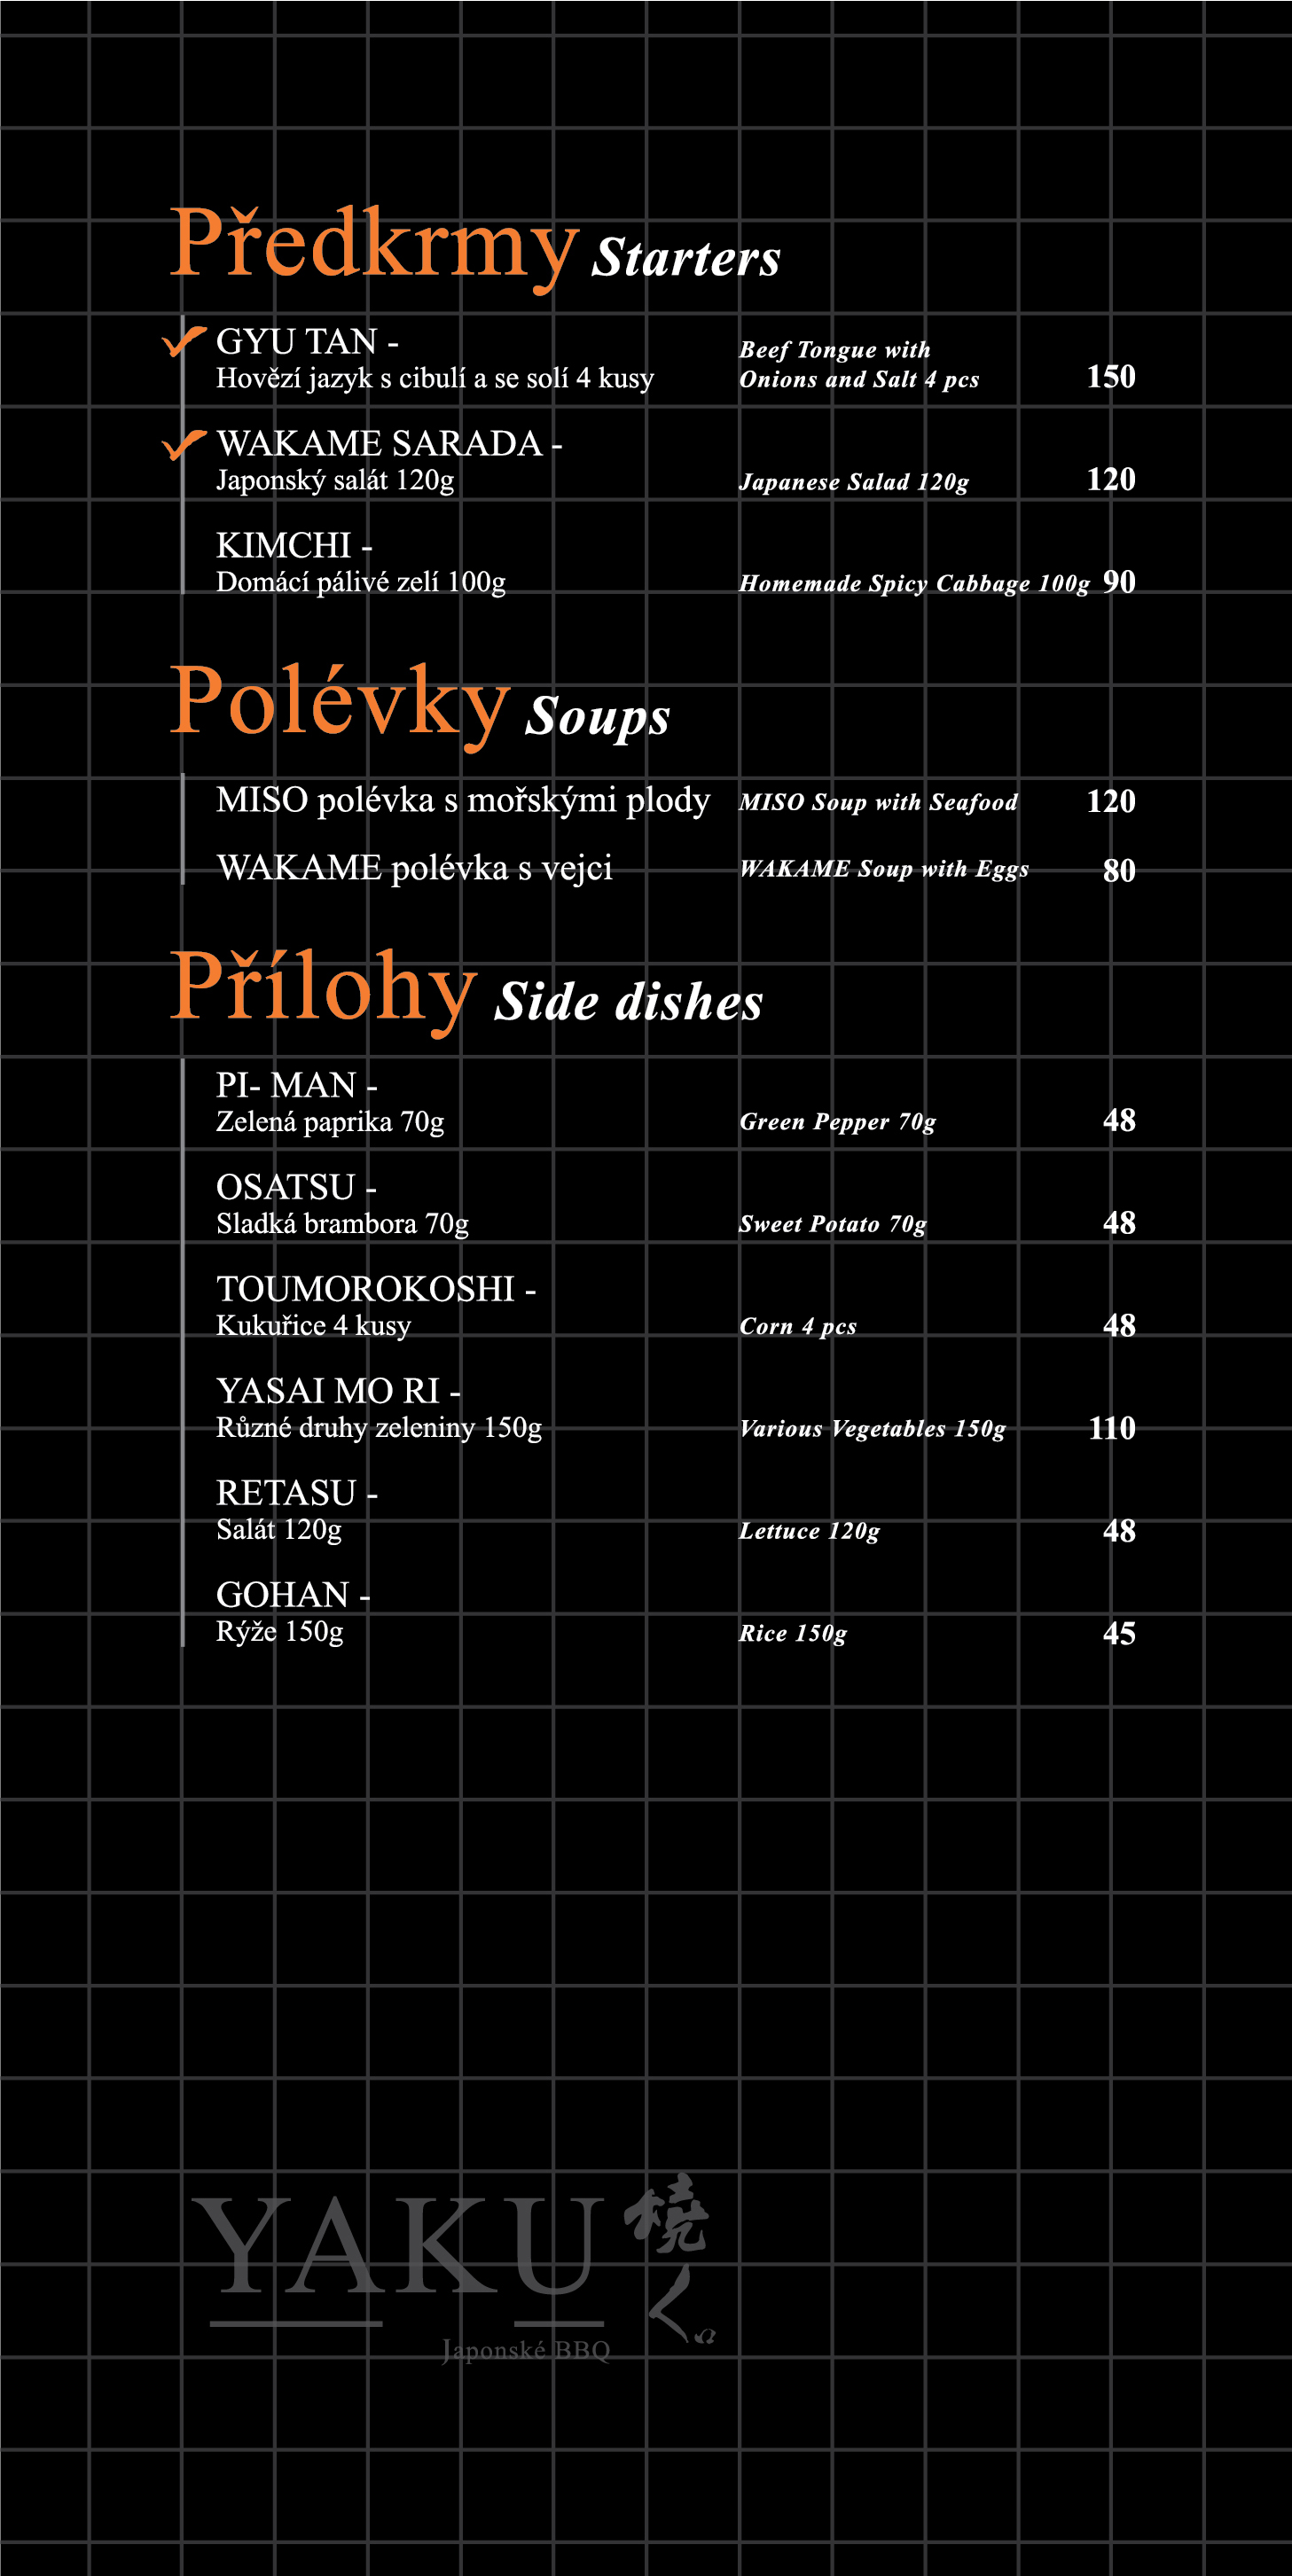 Předkrmy Starters
GYU TAN -
Hovězí jazyk s cibulí a se solí 4 kusy
Beef Tongue with
Onions and Salt 4 pcs 150
WAKAME SARADA -
Japonský salát 120g Japanese Salad 120g 120
KIMCHI -
Domácí pálivé zelí 100g Homemade Spicy Cabbage 100g 90
Polévky Soups
MISO polévka s mořskými plody MISO Soup with Seafood 120
WAKAME polévka s vejci WAKAME Soup with Eggs 80
Přílohy Side dishes
PI- MAN -
Zelená paprika 70g Green Pepper 70g 48
OSATSU -
Sladká brambora 70g Sweet Potato 70g 48
TOUMOROKOSHI -
Kukuřice 4 kusy Corn 4 pcs 48
YASAI MO RI -
Různé druhy zeleniny 150g Various Vegetables 150g 110
RETASU -
Salát 120g Lettuce 120g 48
GOHAN -
Rýže 150g Rice 150g 45
YAKU 燒く
Japonské BBQ